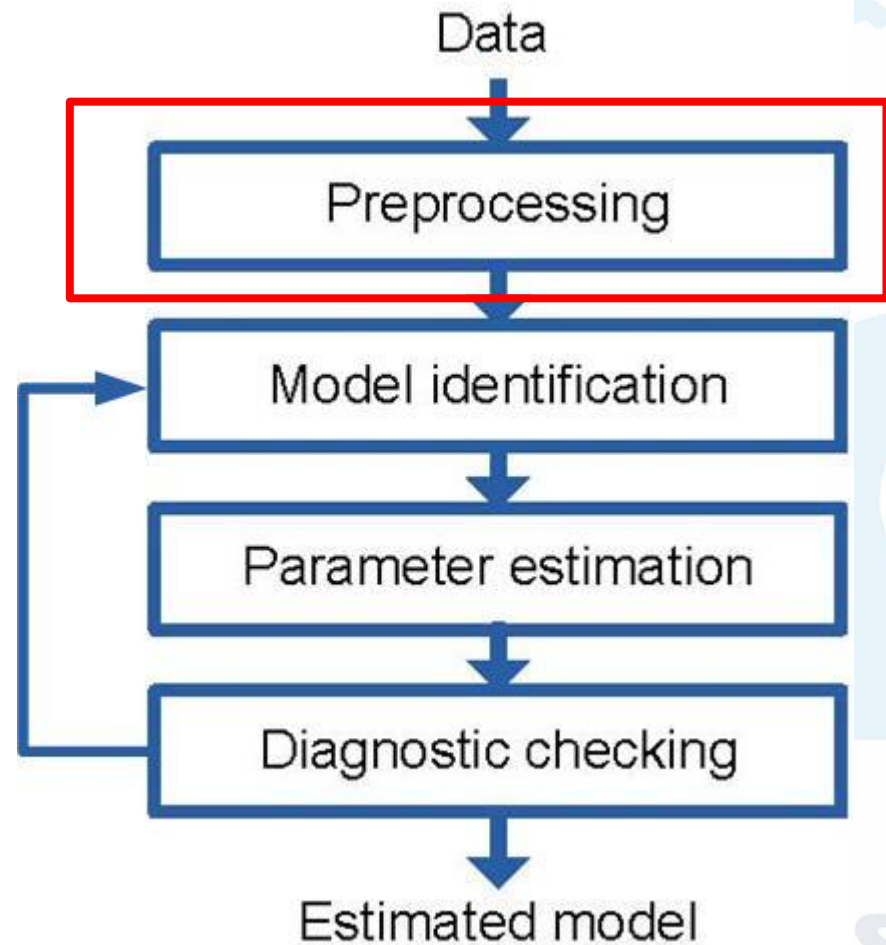 Data
Preprocessing
Model identification
Parameter estimation
Diagnostic checking
Estimated model